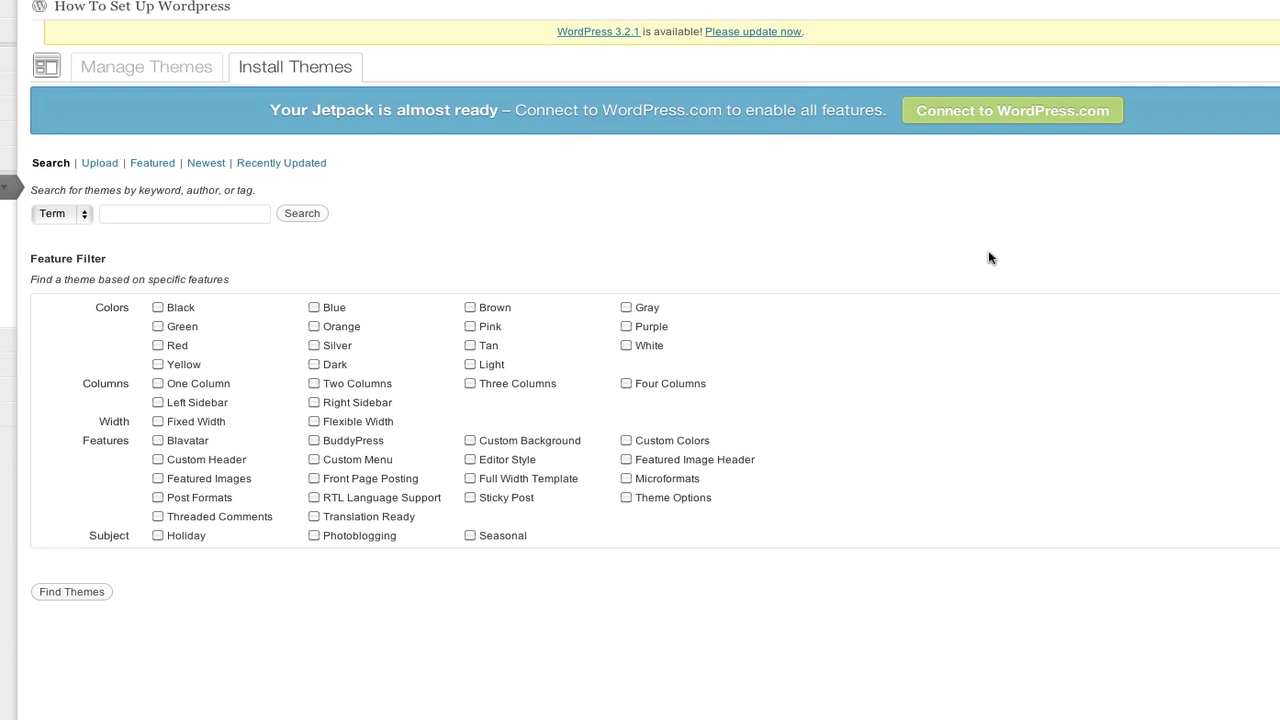 How To Set Up Wordpress
WordPress 3.2.1 is available! Please update now.
Manage Themes Install Themes
Your Jetpack is almost ready – Connect to WordPress.com to enable all features. Connect to WordPress.com
Search | Upload | Featured | Newest | Recently Updated
Search for themes by keyword, author, or tag.
Term Search
Feature Filter
Find a theme based on specific features
Colors Black Blue Brown Gray
Green Orange Pink Purple
Red Silver Tan White
Yellow Dark Light
Columns One Column Two Columns Three Columns Four Columns
Left Sidebar Right Sidebar
Width Fixed Width Flexible Width
Features Blavatar BuddyPress Custom Background Custom Colors
Custom Header Custom Menu Editor Style Featured Image Header
Featured Images Front Page Posting Full Width Template Microformats
Post Formats RTL Language Support Sticky Post Theme Options
Threaded Comments Translation Ready
Subject Holiday Photoblogging Seasonal
Find Themes